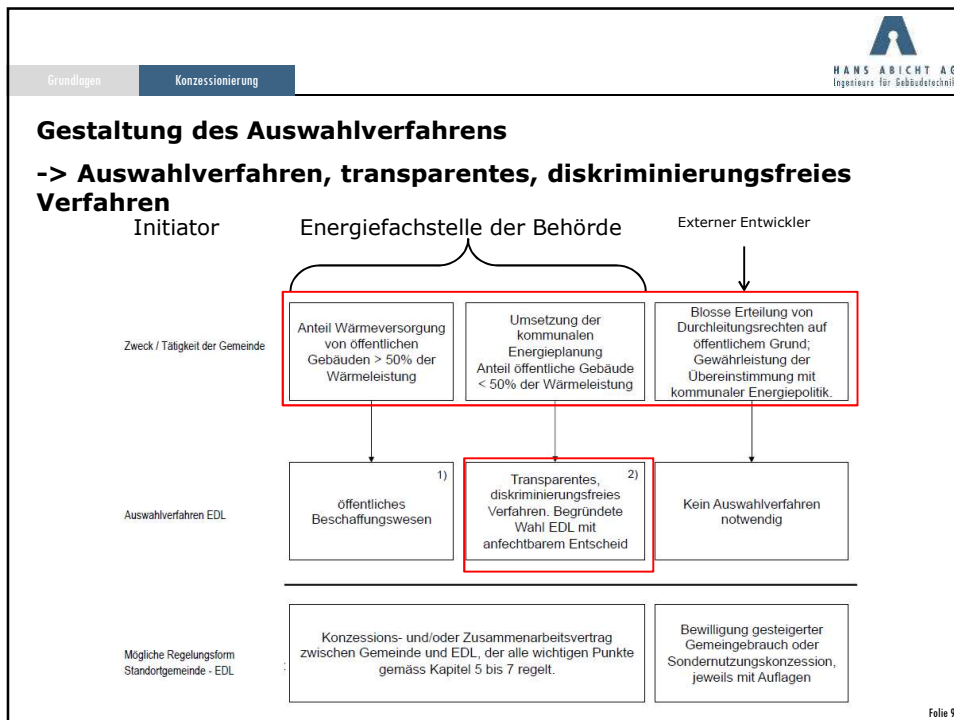 HANS ABICHT AG
Ingenieure für Gebäudetechnik
Grundlagen
Konzessionierung
Gestaltung des Auswahlverfahrens
-> Auswahlverfahren, transparentes, diskriminierungsfreies
Verfahren
Initiator
Energiefachstelle der Behörde
Externer Entwickler
Zweck / Tätigkeit der Gemeinde
Anteil Wärmeversorgung
von öffentlichen
Gebäuden > 50% der
Wärmeleistung
Umsetzung der
kommunalen
Energieplanung
Anteil öffentliche Gebäude
< 50% der Wärmeleistung
Blosse Erteilung von
Durchleitungsrechten auf
öffentlichem Grund;
Gewährleistung der
Übereinstimmung mit
kommunaler Energiepolitik.
Auswahlverfahren EDL
1)
öffentliches
Beschaffungswesen
2)
Transparentes,
diskriminierungsfreies
Verfahren. Begründete
Wahl EDL mit
anfechtbarem Entscheid
Kein Auswahlverfahren
notwendig
Mögliche Regelungsform
Standortgemeinde - EDL
:
Konzessions- und/oder Zusammenarbeitsvertrag
zwischen Gemeinde und EDL, der alle wichtigen Punkte
gemäss Kapitel 5 bis 7 regelt.
Bewilligung gesteigerter
Gemeingebrauch oder
Sondernutzungskonzession,
jeweils mit Auflagen
Folie 9